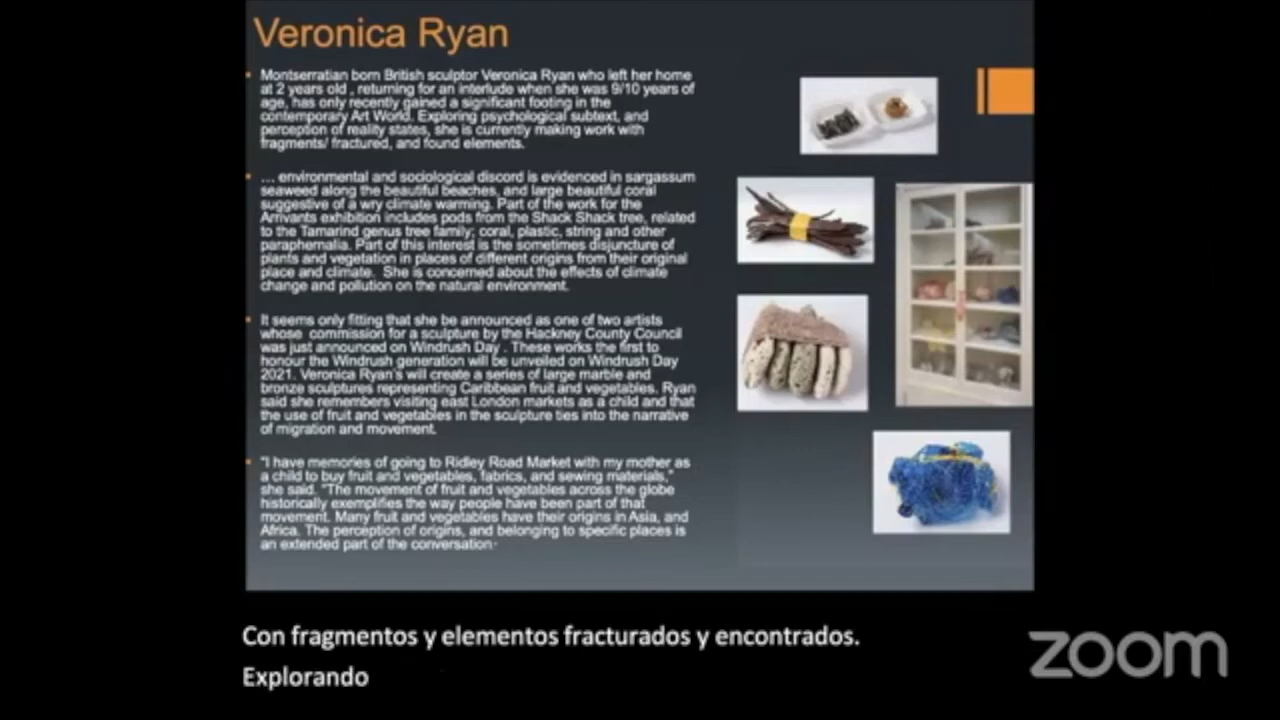 Veronica Ryan
Montserratian born British sculptor Veronica Ryan who left her home
at 2 years old , returning for an interlude when she was 9/10 years of
age, has only recently gained a significant footing in the
contemporary Art World. Exploring psychological subtext, and
perception of reality states, she is currently making work with
fragments/ fractured, and found elements.
... environmental and sociological discord is evidenced in sargassum
seaweed along the beautiful beaches, and large beautiful coral
suggestive of a wry climate warming. Part of the work for the
Arrivants exhibition includes pods from the Shack Shack tree, related
to the Tamarind genus tree family; coral, plastic, string and other
paraphernalia. Part of this interest is the sometimes disjuncture of
plants and vegetation in places of different origins from their original
place and climate. She is concerned about the effects of climate
change and pollution on the natural environment.
It seems only fitting that she be announced as one of two artists
whose commission for a sculpture by the Hackney County Council
was just announced on Windrush Day . These works the first to
honour the Windrush generation will be unveiled on Windrush Day
2021. Veronica Ryan's will create a series of large marble and
bronze sculptures representing Caribbean fruit and vegetables. Ryan
said she remembers visiting east London markets as a child and that
the use of fruit and vegetables in the sculpture ties into the narrative
of migration and movement.
"I have memories of going to Ridley Road Market with my mother as
a child to buy fruit and vegetables, fabrics, and sewing materials,"
she said. "The movement of fruit and vegetables across the globe
historically exemplifies the way people have been part of that
movement. Many fruit and vegetables have their origins in Asia, and
Africa. The perception of origins, and belonging to specific places is
an extended part of the conversation.
Con fragmentos y elementos fracturados y encontrados.
Explorando
zoom